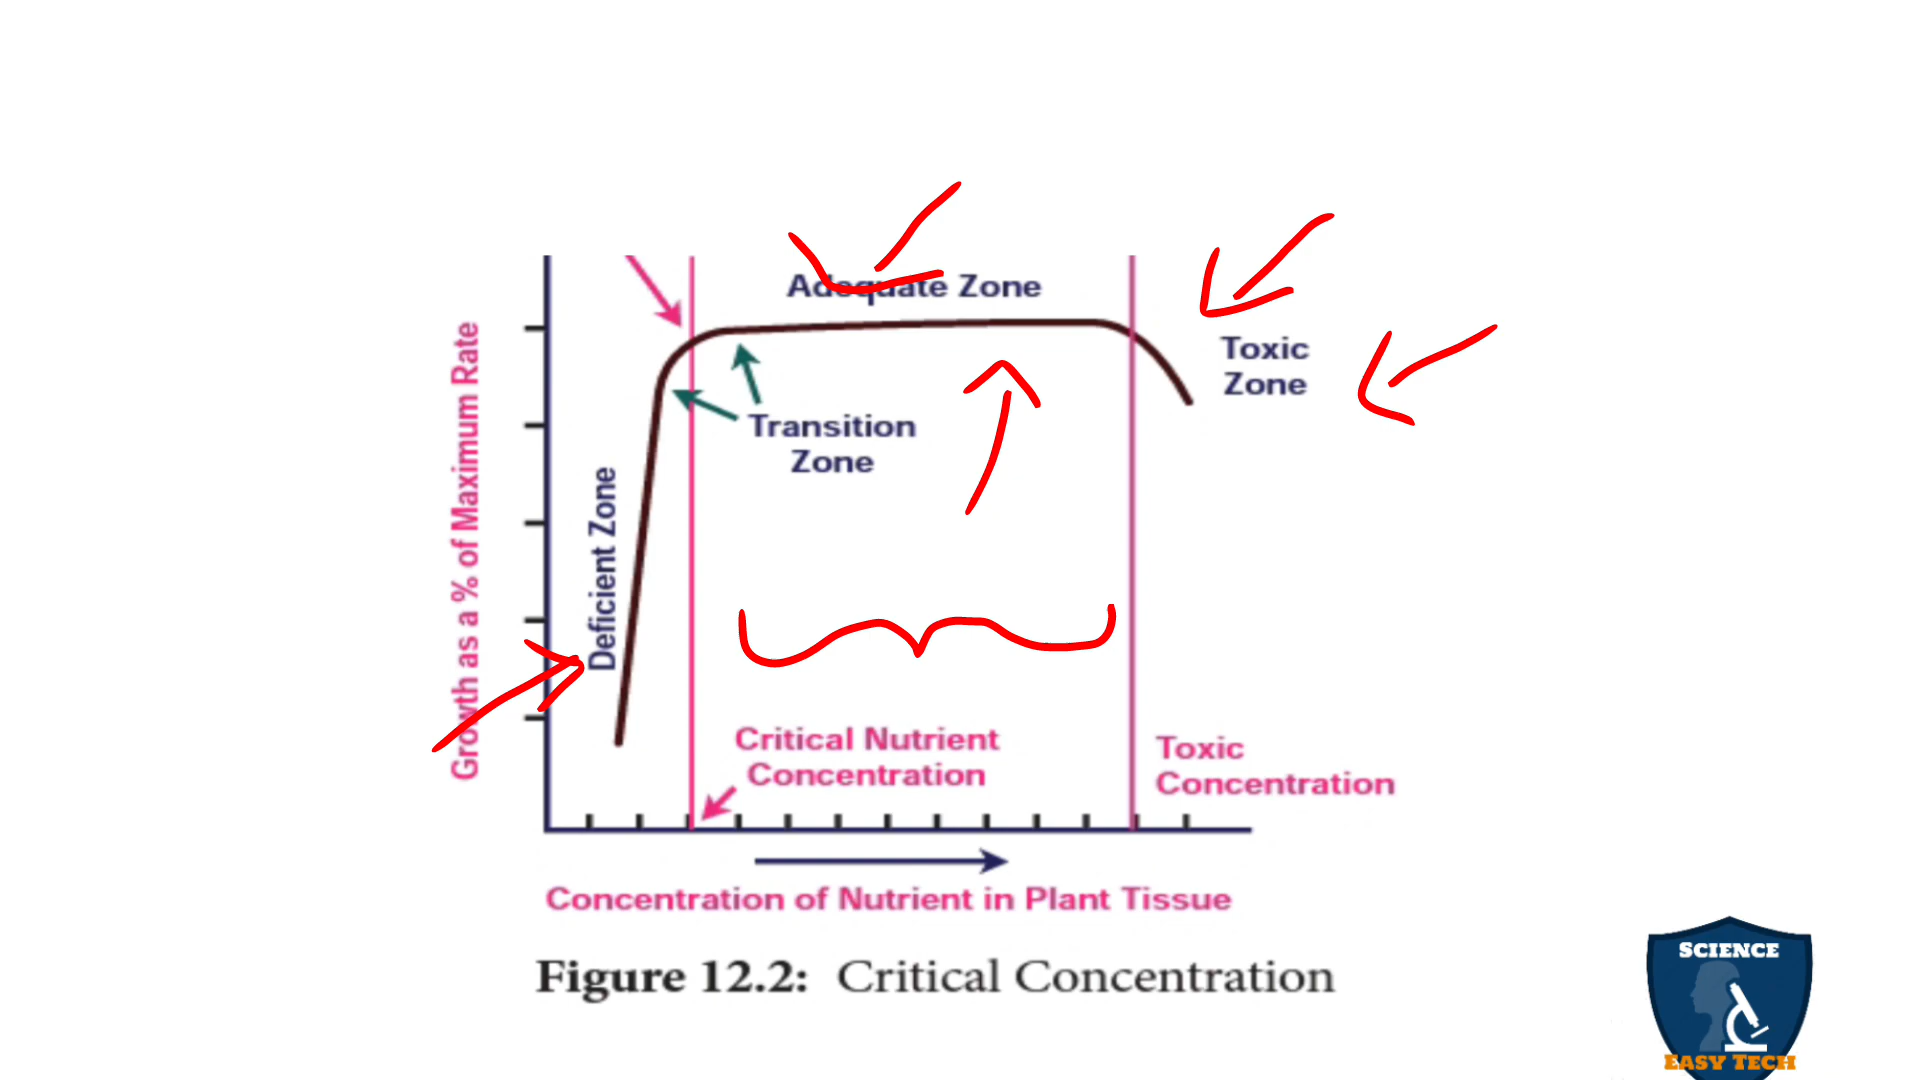 Adequate Zone
Toxic
Zone
Transition
Zone
Deficient Zone
Growth as a % of Maximum Rate
Critical Nutrient
Concentration
Toxic
Concentration
Concentration of Nutrient in Plant Tissue
Figure 12.2: Critical Concentration
SCIENCE
EASY TECH